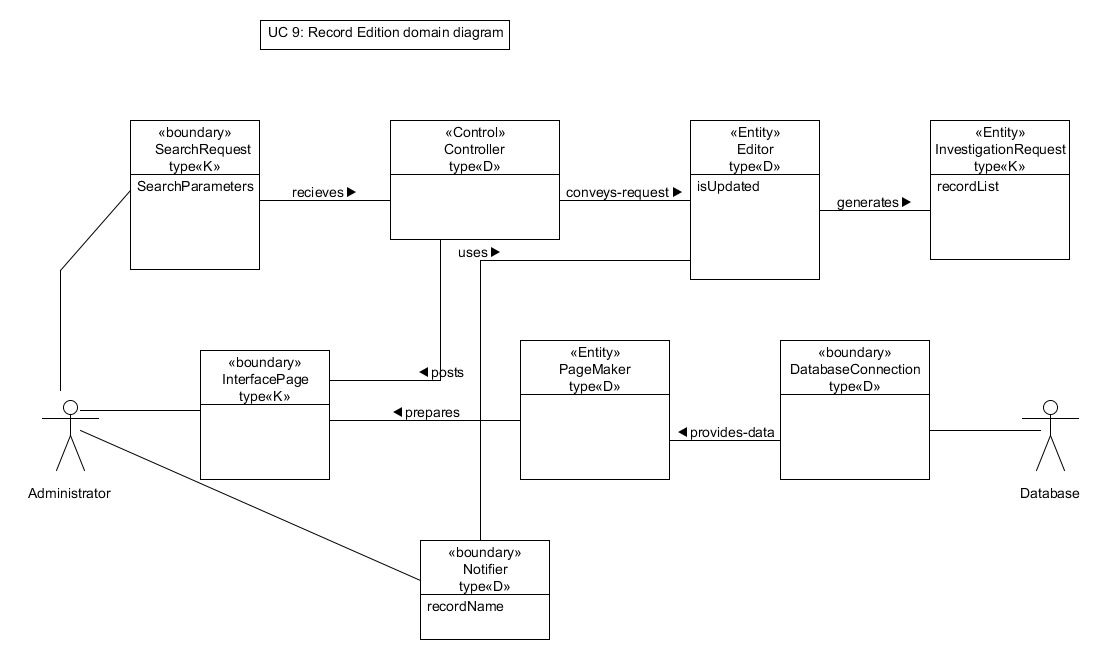 UC 9: Record Edition domain diagram
«boundary»
SearchRequest
type«K»
SearchParameters
recieves
«Control»
Controller
type«D»
conveys-request
«Entity»
Editor
type«D»
isUpdated
generates
«Entity»
InvestigationRequest
type«K»
recordList
uses
posts
«boundary»
InterfacePage
type«K»
prepares
«Entity»
PageMaker
type«D»
provides-data
«boundary»
DatabaseConnection
type«D»
Administrator
Database
«boundary»
Notifier
type«D»
recordName